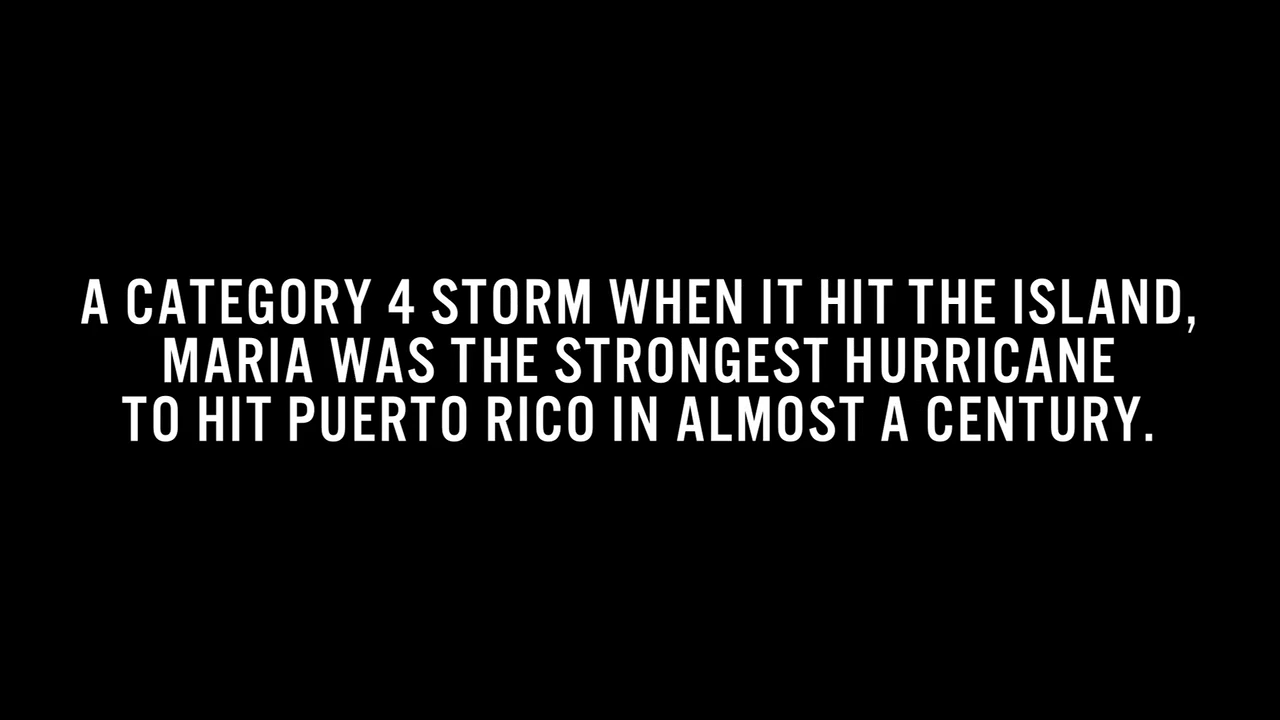 A CATEGORY 4 STORM WHEN IT HIT THE ISLAND,
MARIA WAS THE STRONGEST HURRICANE
TO HIT PUERTO RICO IN ALMOST A CENTURY.